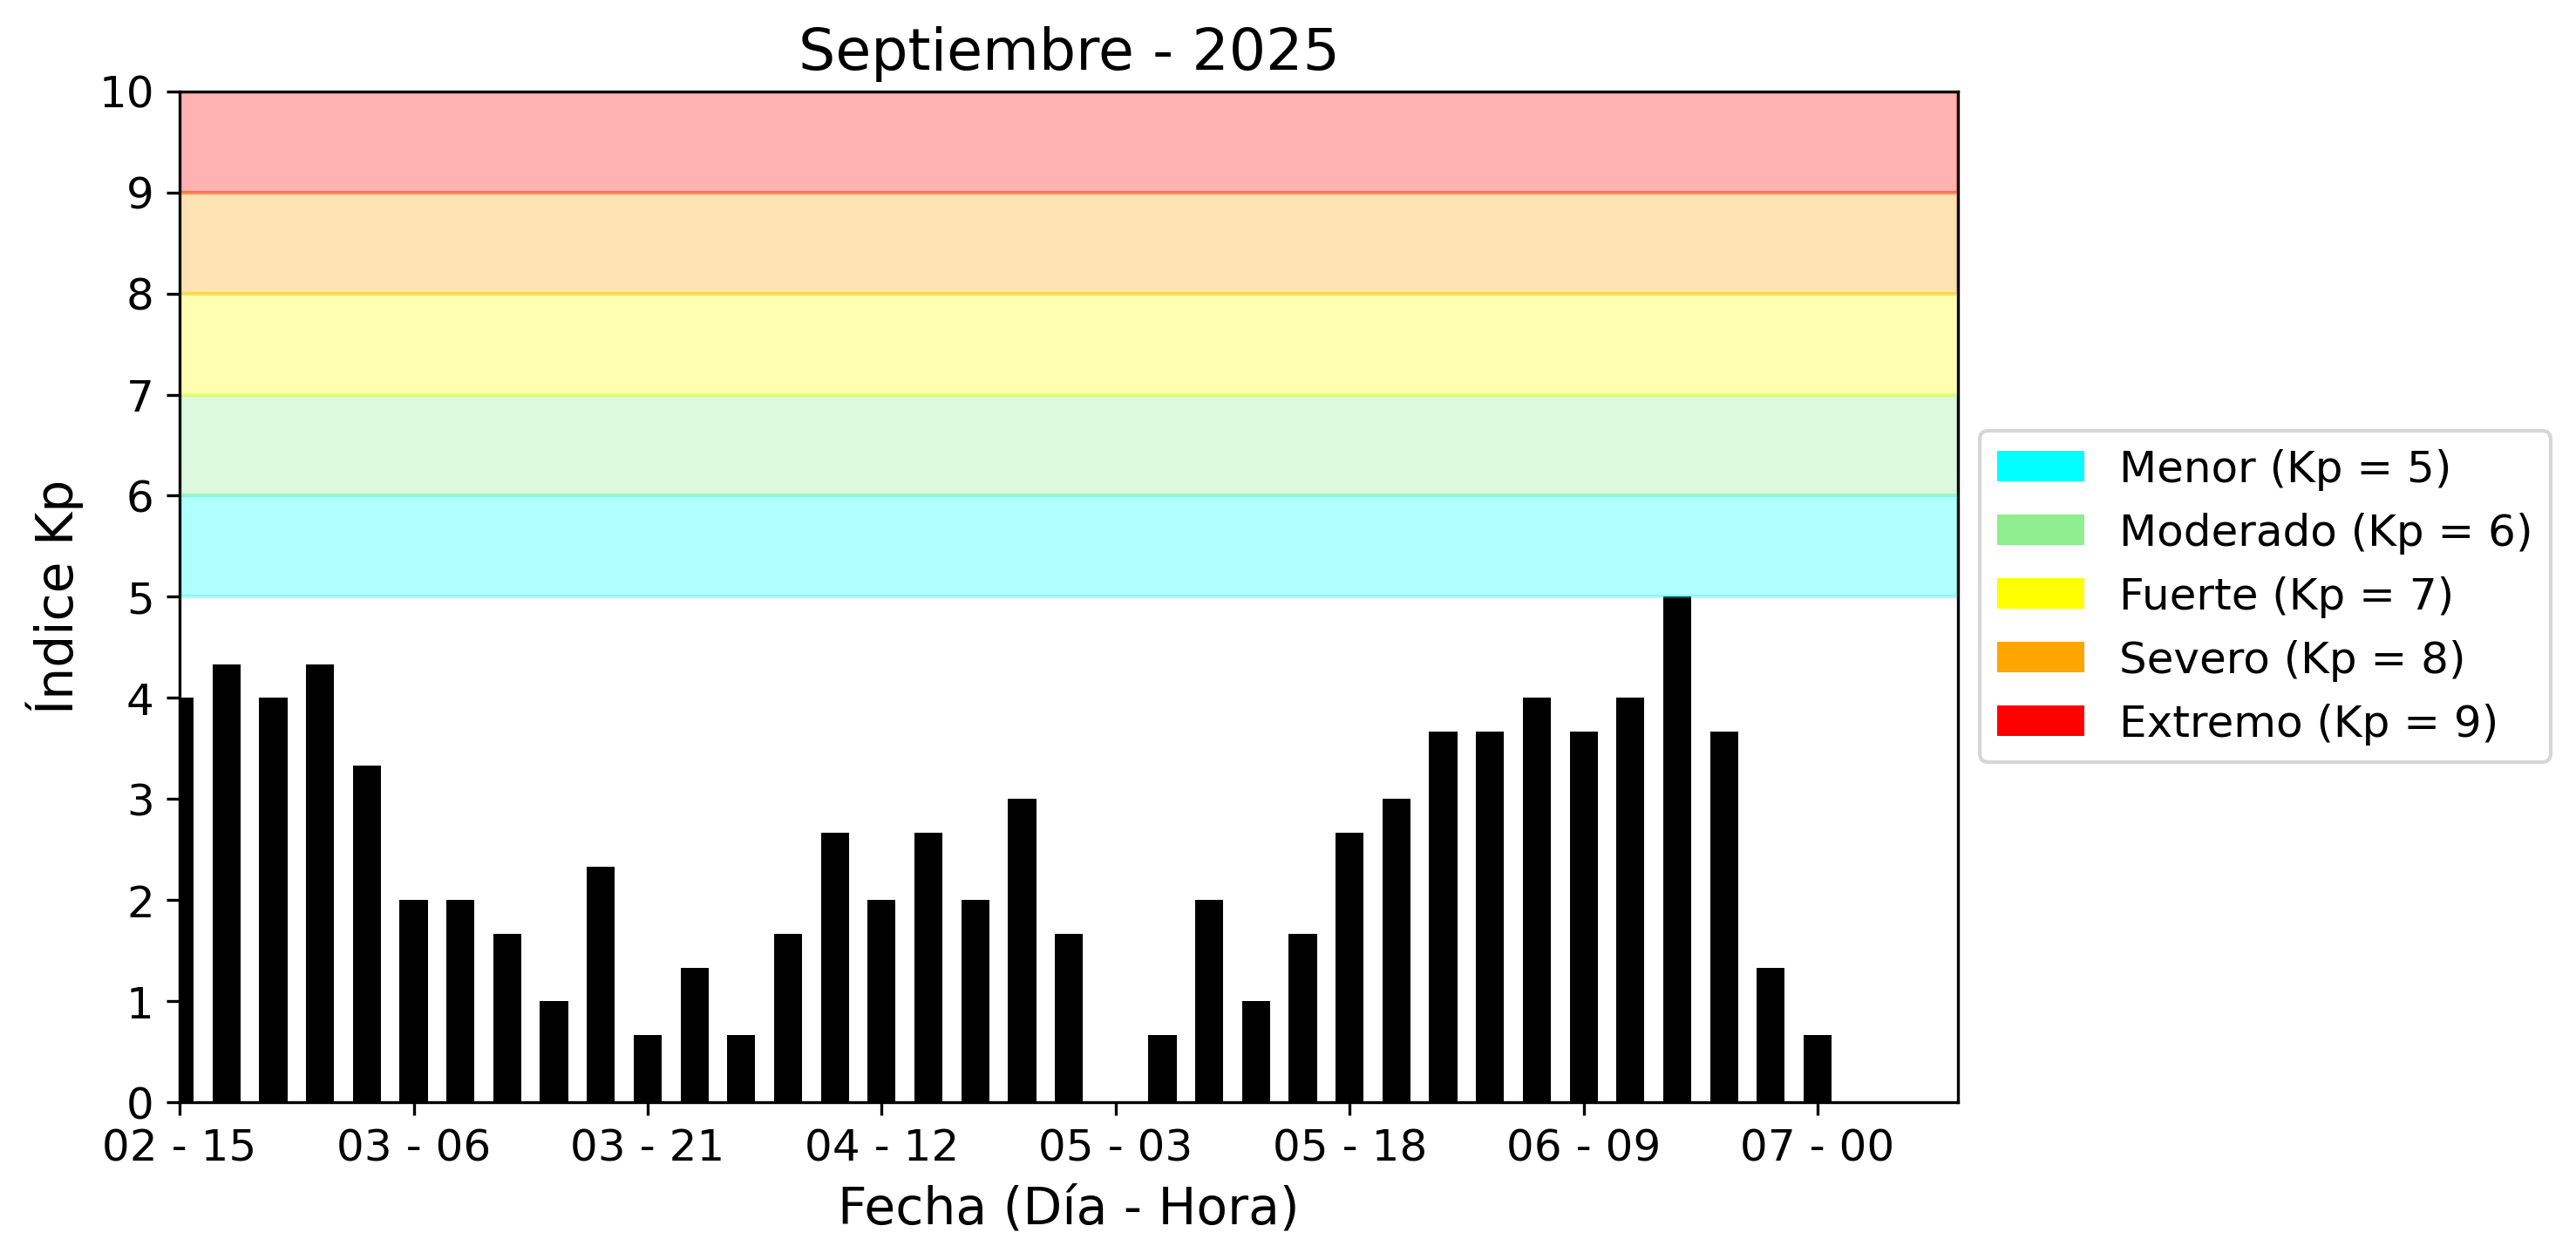 Septiembre - 2025
10
9
8
7
6
5
4
3
2
1
0
Índice Kp
02 - 15
03 - 06
03 - 21
04 - 12
05 - 03
05 - 18
06 - 09
07 - 00
Fecha (Día - Hora)
Menor (Kp = 5)
Moderado (Kp = 6)
Fuerte (Kp = 7)
Severo (Kp = 8)
Extremo (Kp = 9)